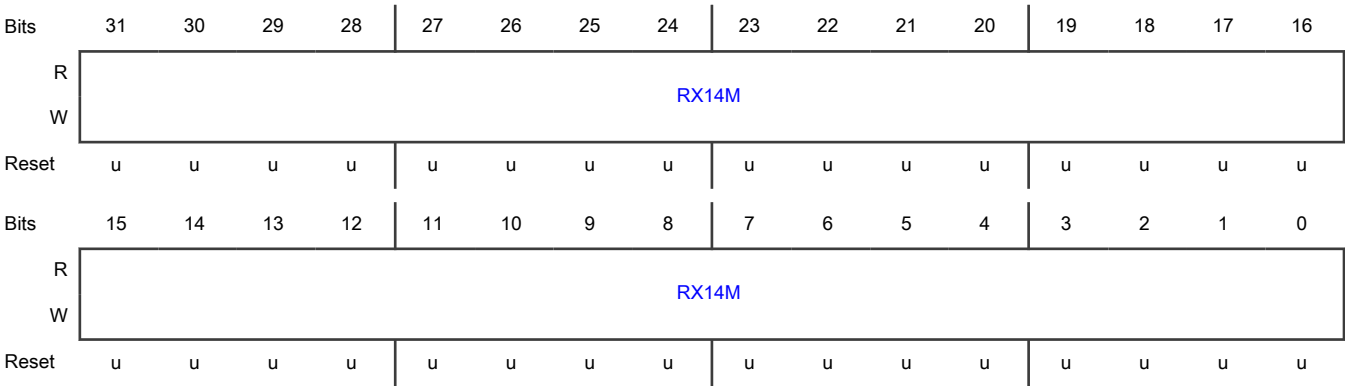 Bits 31 30 29 28 27 26 25 24 23 22 21 20 19 18 17 16
R
RX14M
W
Reset u u u u u u u u u u u u u u u u
Bits 15 14 13 12 11 10 9 8 7 6 5 4 3 2 1 0
R
RX14M
W
Reset u u u u u u u u u u u u u u u u